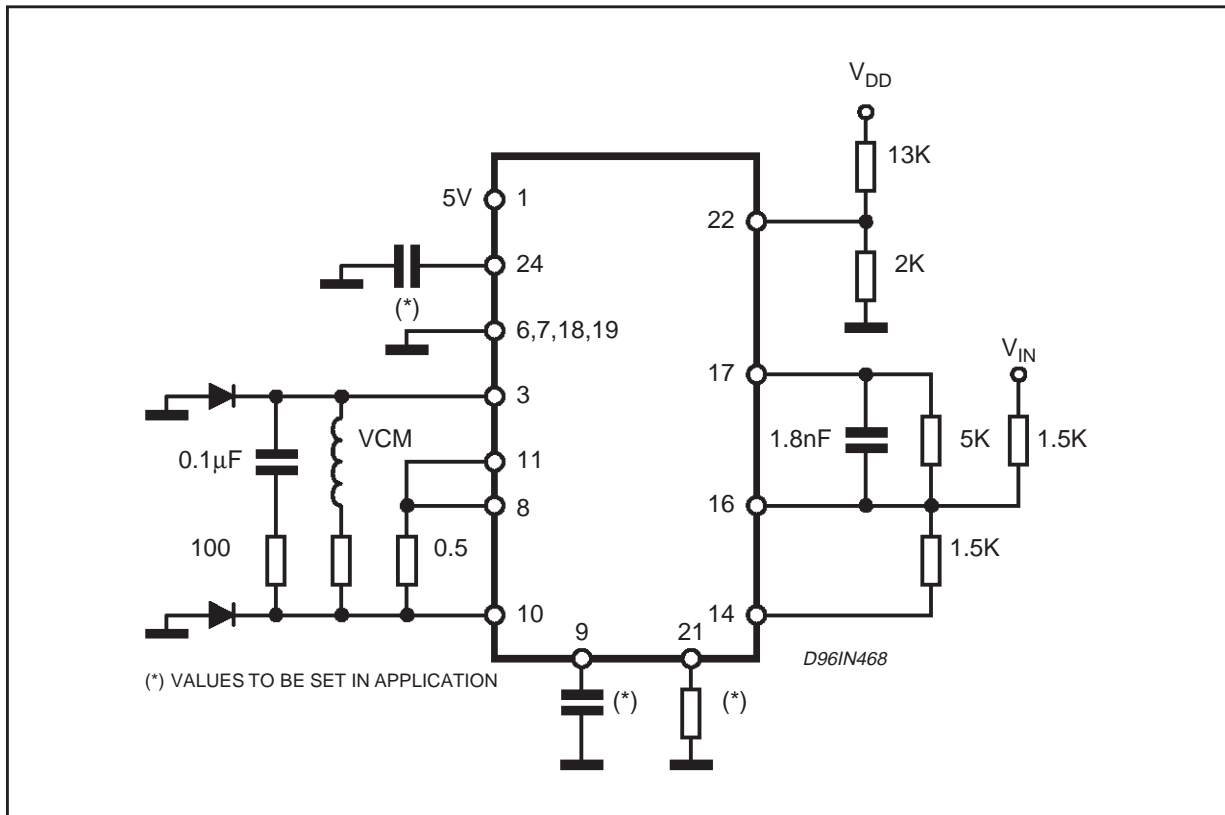 V_DD
13K
5V 1
22
24
2K
(*)
6,7,18,19
V_IN
17
3
VCM
1.8nF 5K 1.5K
0.1µF
11
16
8
100 0.5 1.5K
10 14
9 21
D96IN468
(*) VALUES TO BE SET IN APPLICATION
(*) (*)